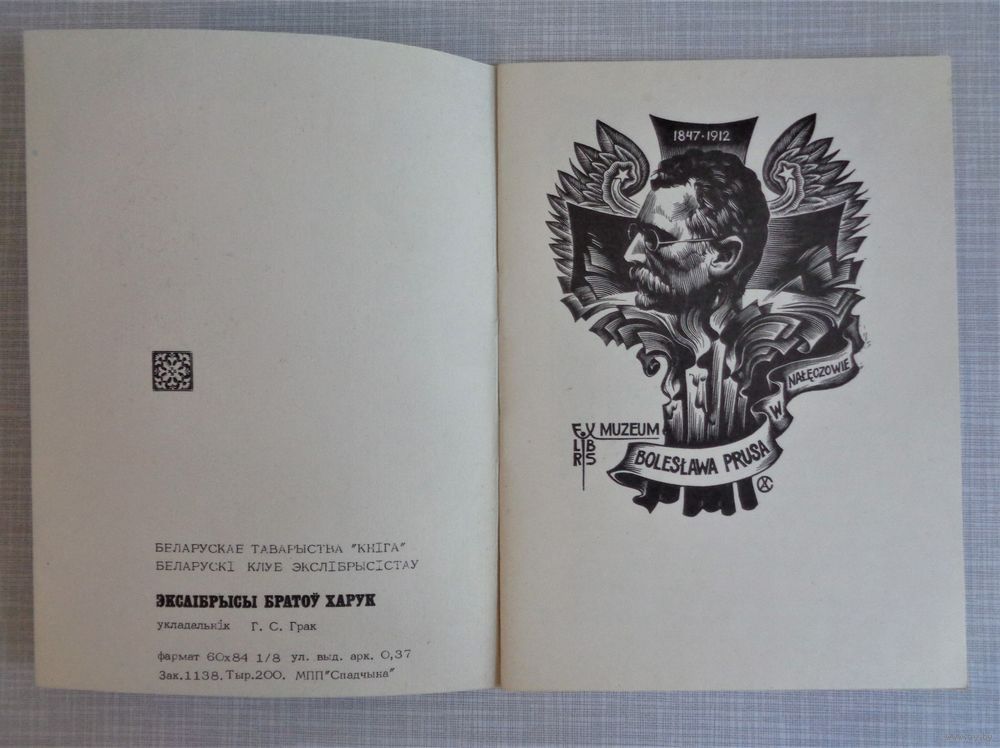 БЕЛАРУСКАЕ ТАВАРЫСТВА "КНІГА"
БЕЛАРУСКІ КЛУБ ЭКСЛІБРЫСІСТАУ
ЭКСЛІБРЫСЫ БРАТОЎ ХАРУК
укладальнік Г. С. Грак
фармат 60х84 1/8 ул. выд. арк. 0,37
Зак.1138.Тыр.200. МПП"Спадчына"
1847·1912
EX LIBRIS
MUZEUM
BOLESŁAWA PRUSA
W
NAŁĘCZOWIE